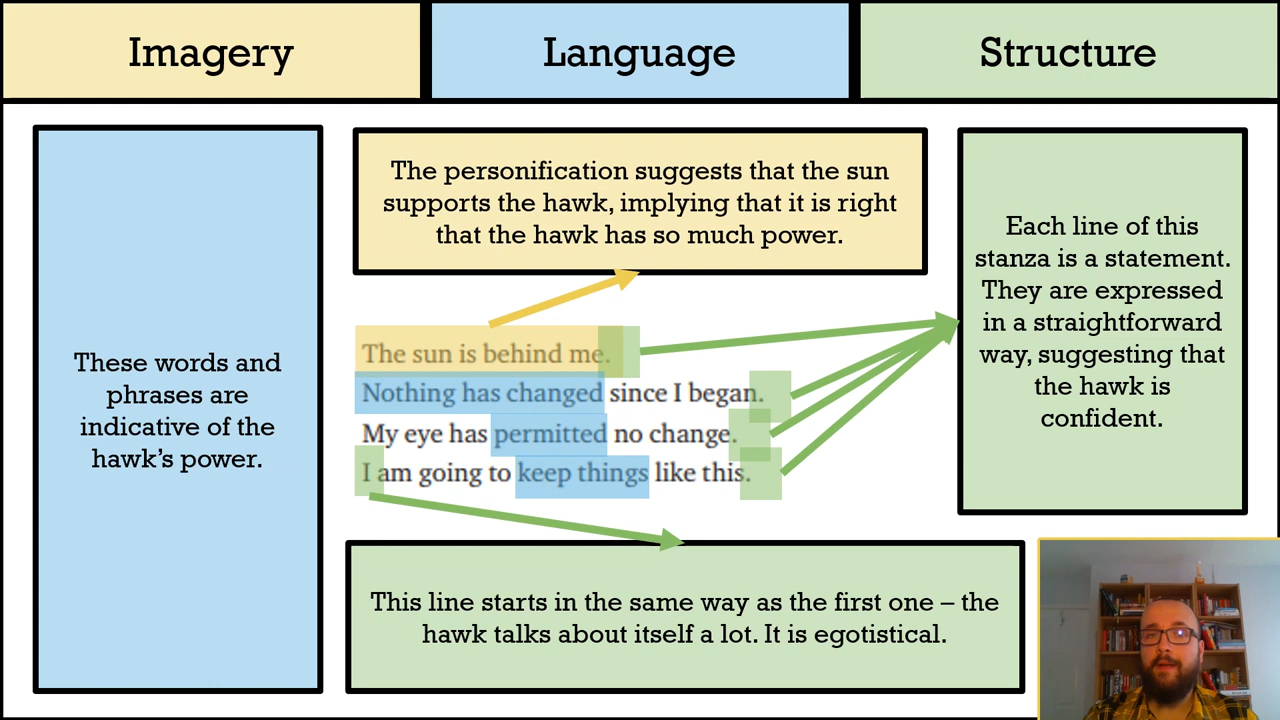 Imagery
Language
Structure
These words and
phrases are
indicative of the
hawk's power.
The personification suggests that the sun
supports the hawk, implying that it is right
that the hawk has so much power.
The sun is behind me.
Nothing has changed since I began.
My eye has permitted no change.
I am going to keep things like this.
Each line of this
stanza is a statement.
They are expressed
in a straightforward
way, suggesting that
the hawk is
confident.
This line starts in the same way as the first one – the
hawk talks about itself a lot. It is egotistical.